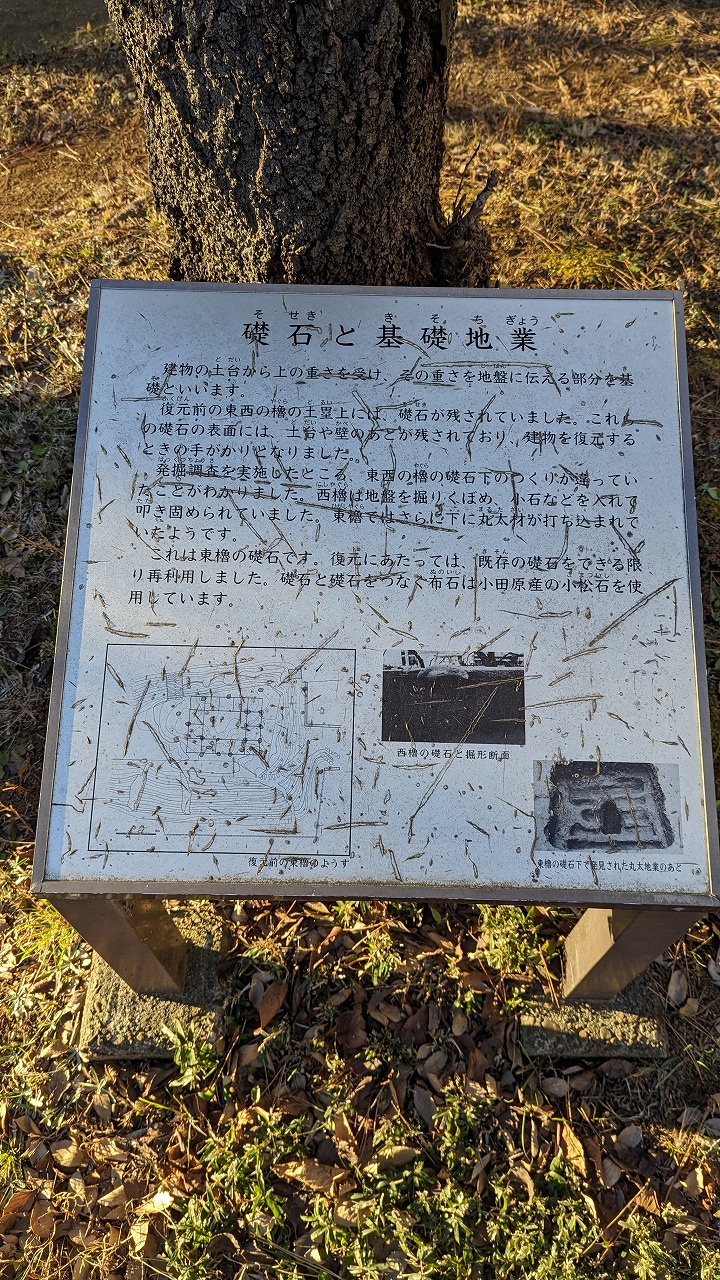 そせき きそちぎょう
礎石と基礎地業
建物の土台から上の重さを受け、その重さを地盤に伝える部分を基
礎といいます。
復元前の東西の櫓の土塁上には、礎石が残されていました。これら
の礎石の表面には、土台や壁のあとが残されており、建物を復元する
ときの手がかりとなりました。
発掘調査を実施したところ、東西の櫓の礎石下のつくりが違ってい
たことがわかりました。西櫓は地盤を掘りくぼめ、小石などを入れて
叩き固められていました。東櫓ではさらに下に丸太材が打ち込まれて
いたようです。
これは東櫓の礎石です。復元にあたっては、既存の礎石をできる限
り再利用しました。礎石と礎石をつなぐ布石は小田原産の小松石を使
用しています。
西櫓の礎石と掘形断面
復元前の東櫓のようす
東櫓の礎石下で発見された丸太地業のあと